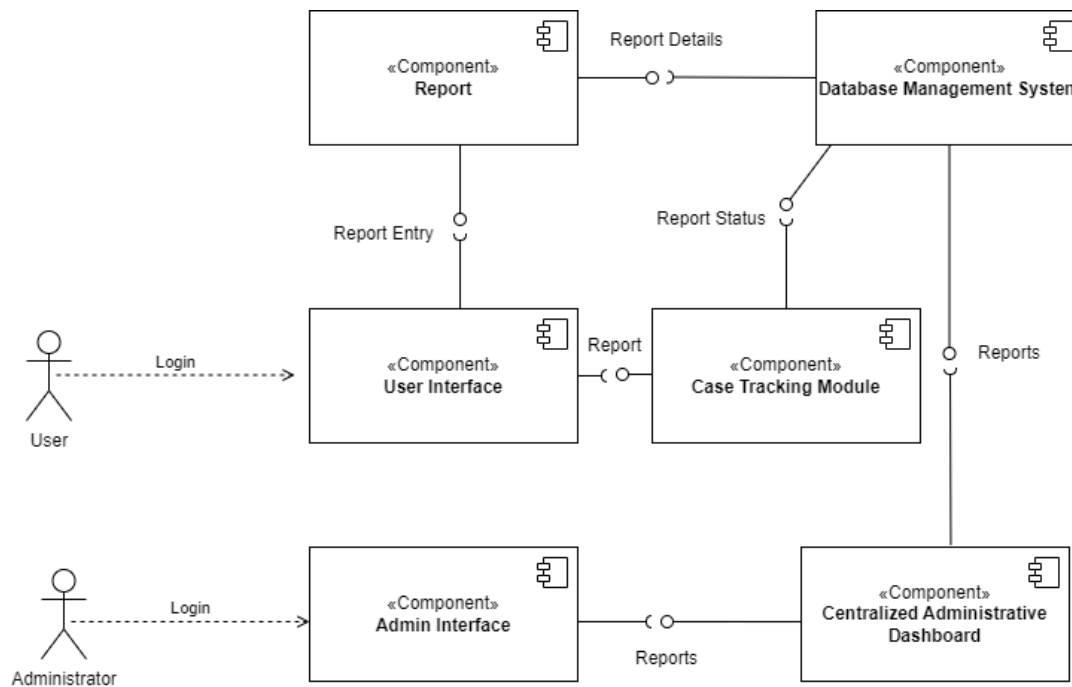 «Component»
Report
Report Details
«Component»
Database Management System
Report Entry
Report Status
Login
User
«Component»
User Interface
Report
«Component»
Case Tracking Module
Reports
Login
Administrator
«Component»
Admin Interface
Reports
«Component»
Centralized Administrative
Dashboard